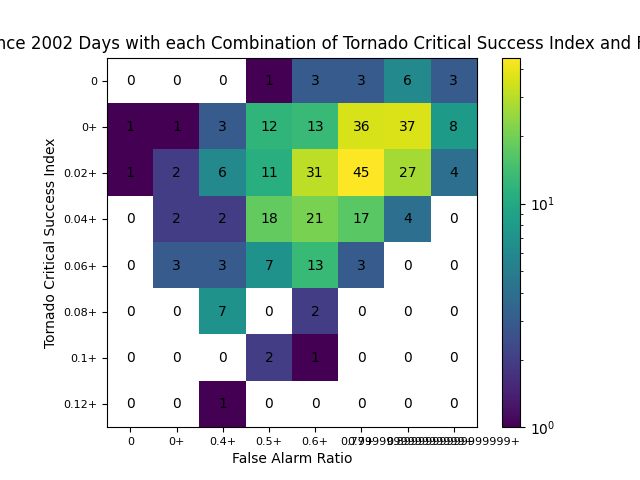 nce 2002 Days with each Combination of Tornado Critical Success Index and F
Tornado Critical Success Index
0 0 0 0 1 3 3 6 3
0+ 1 1 3 12 13 36 37 8
0.02+ 1 2 6 11 31 45 27 4
0.04+ 0 2 2 18 21 17 4 0
0.06+ 0 3 3 7 13 3 0 0
0.08+ 0 0 7 0 2 0 0 0
0.1+ 0 0 0 2 1 0 0 0
0.12+ 0 0 1 0 0 0 0 0
0 0+ 0.4+ 0.5+ 0.6+
False Alarm Ratio
10¹
10⁰